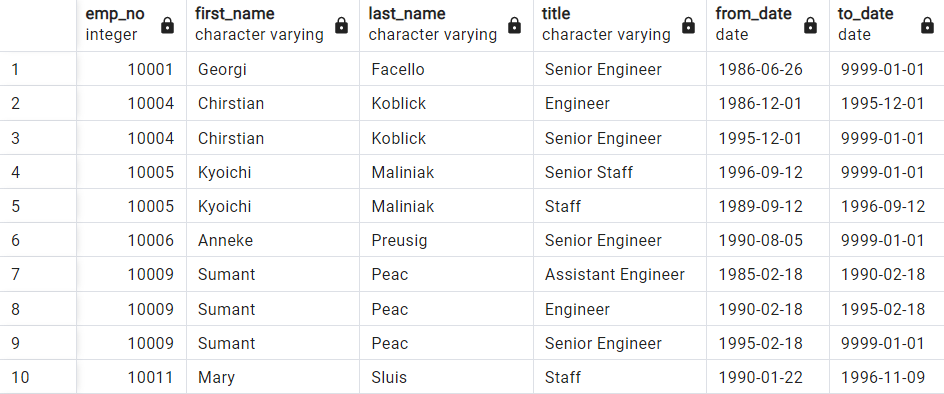 emp_no first_name last_name title from_date to_date
integer character varying character varying character varying date date
1 10001 Georgi Facello Senior Engineer 1986-06-26 9999-01-01
2 10004 Chirstian Koblick Engineer 1986-12-01 1995-12-01
3 10004 Chirstian Koblick Senior Engineer 1995-12-01 9999-01-01
4 10005 Kyoichi Maliniak Senior Staff 1996-09-12 9999-01-01
5 10005 Kyoichi Maliniak Staff 1989-09-12 1996-09-12
6 10006 Anneke Preusig Senior Engineer 1990-08-05 9999-01-01
7 10009 Sumant Peac Assistant Engineer 1985-02-18 1990-02-18
8 10009 Sumant Peac Engineer 1990-02-18 1995-02-18
9 10009 Sumant Peac Senior Engineer 1995-02-18 9999-01-01
10 10011 Mary Sluis Staff 1990-01-22 1996-11-09